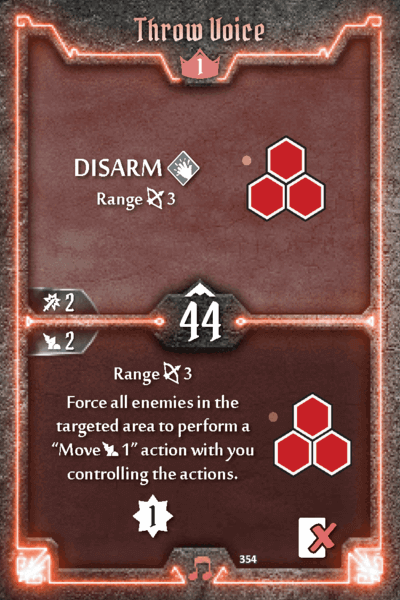 Throw Voice
1
DISARM
Range 3
2
44
2
Range 3
Force all enemies in the
targeted area to perform a
“Move 1” action with you
controlling the actions.
1
354